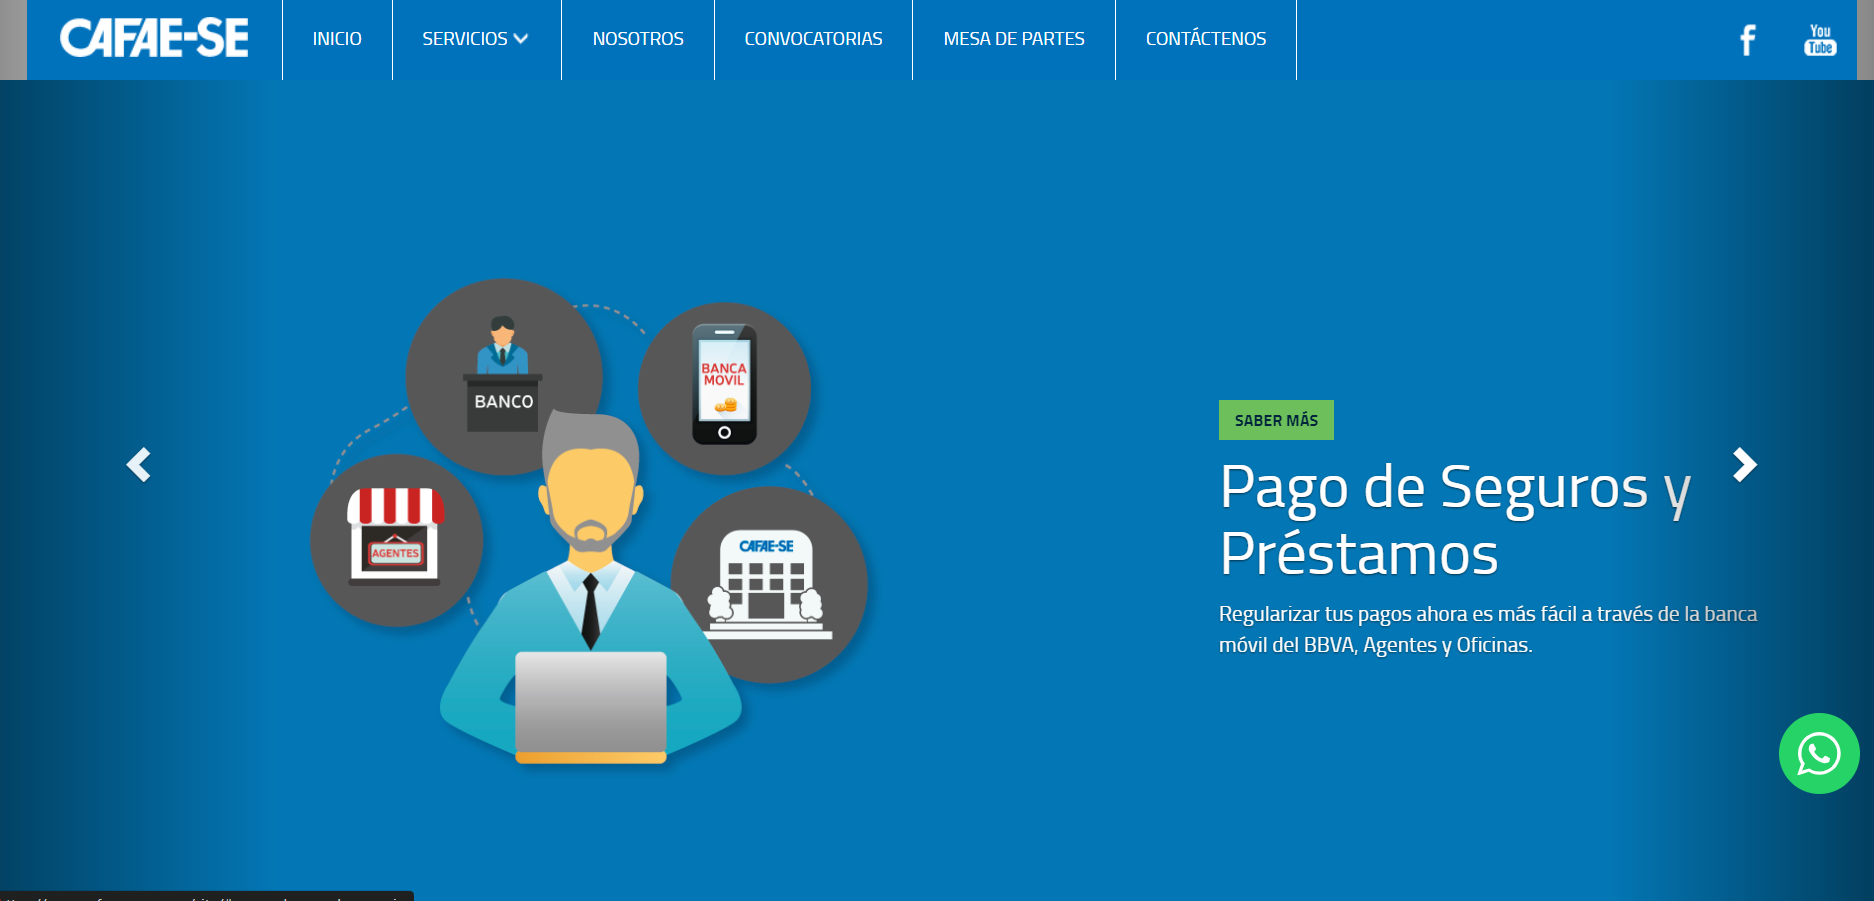 CAFAE-SE
INICIO
SERVICIOS
NOSOTROS
CONVOCATORIAS
MESA DE PARTES
CONTÁCTENOS
f
You
Tube
BANCO
BANCA
MOVIL
AGENTES
CAFAE-SE
SABER MÁS
Pago de Seguros y
Préstamos
Regularizar tus pagos ahora es más fácil a través de la banca
móvil del BBVA, Agentes y Oficinas.